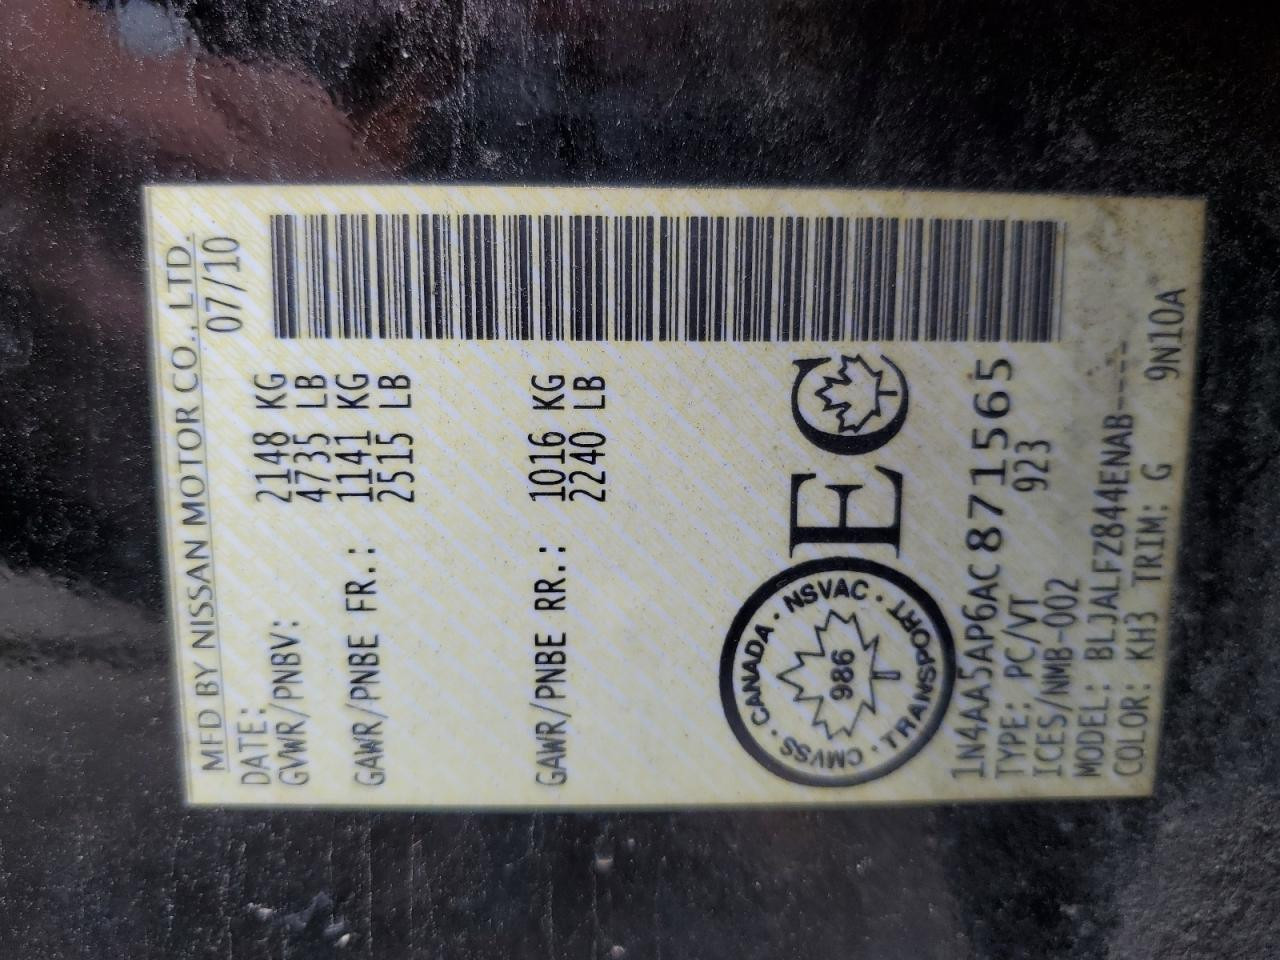 MFD BY NISSAN MOTOR CO., LTD.
DATE: 07/10
GVWR/PNBV: 2148 KG
4735 LB
GAWR/PNBE FR.: 1141 KG
2515 LB
GAWR/PNBE RR.: 1016 KG
2240 LB
CANADA · NSVAC · TRANSPORT · CMVSS ·
986
EC
1N4AA5AP6AC871565
TYPE: PC/VT 923
ICES/NMB-002
MODEL: BLJALFZ844ENAB----
COLOR: KH3 TRIM: G 9N10A